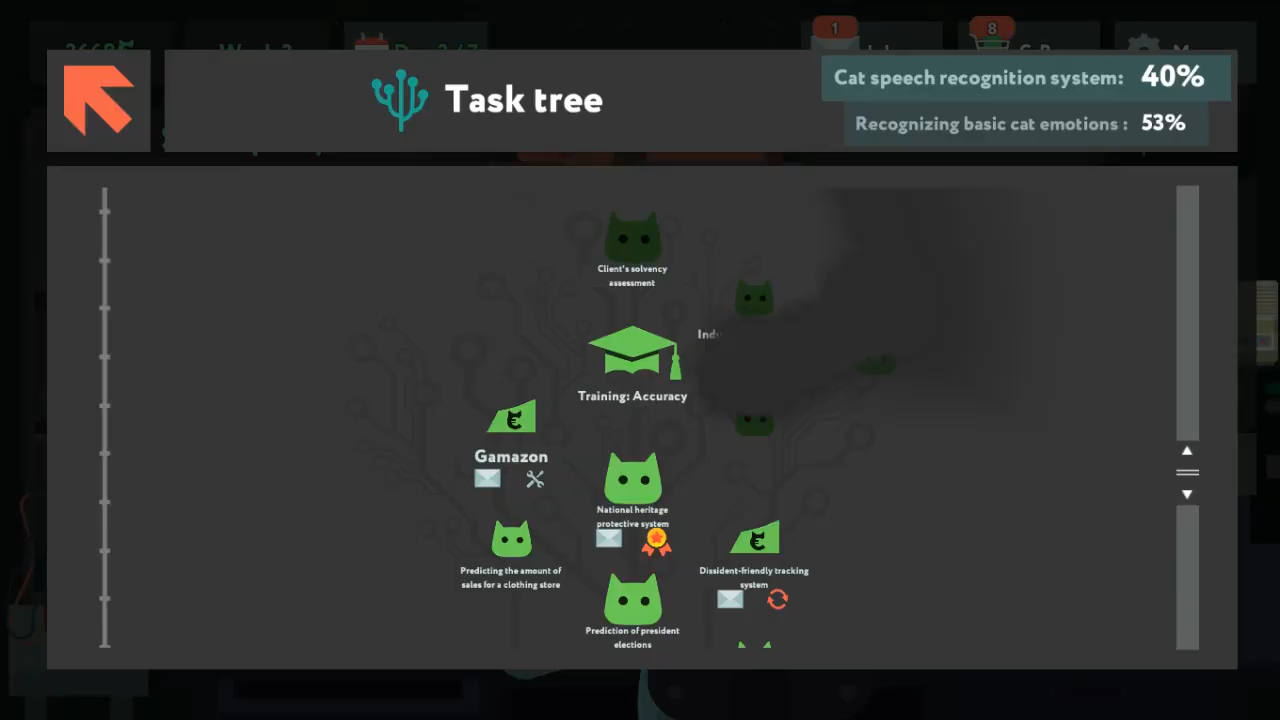 1
8
Task tree
Cat speech recognition system: 40%
Recognizing basic cat emotions : 53%
Client's solvency
assessment
Training: Accuracy
Gamazon
National heritage
protective system
Predicting the amount of
sales for a clothing store
Dissident-friendly tracking
system
Prediction of president
elections